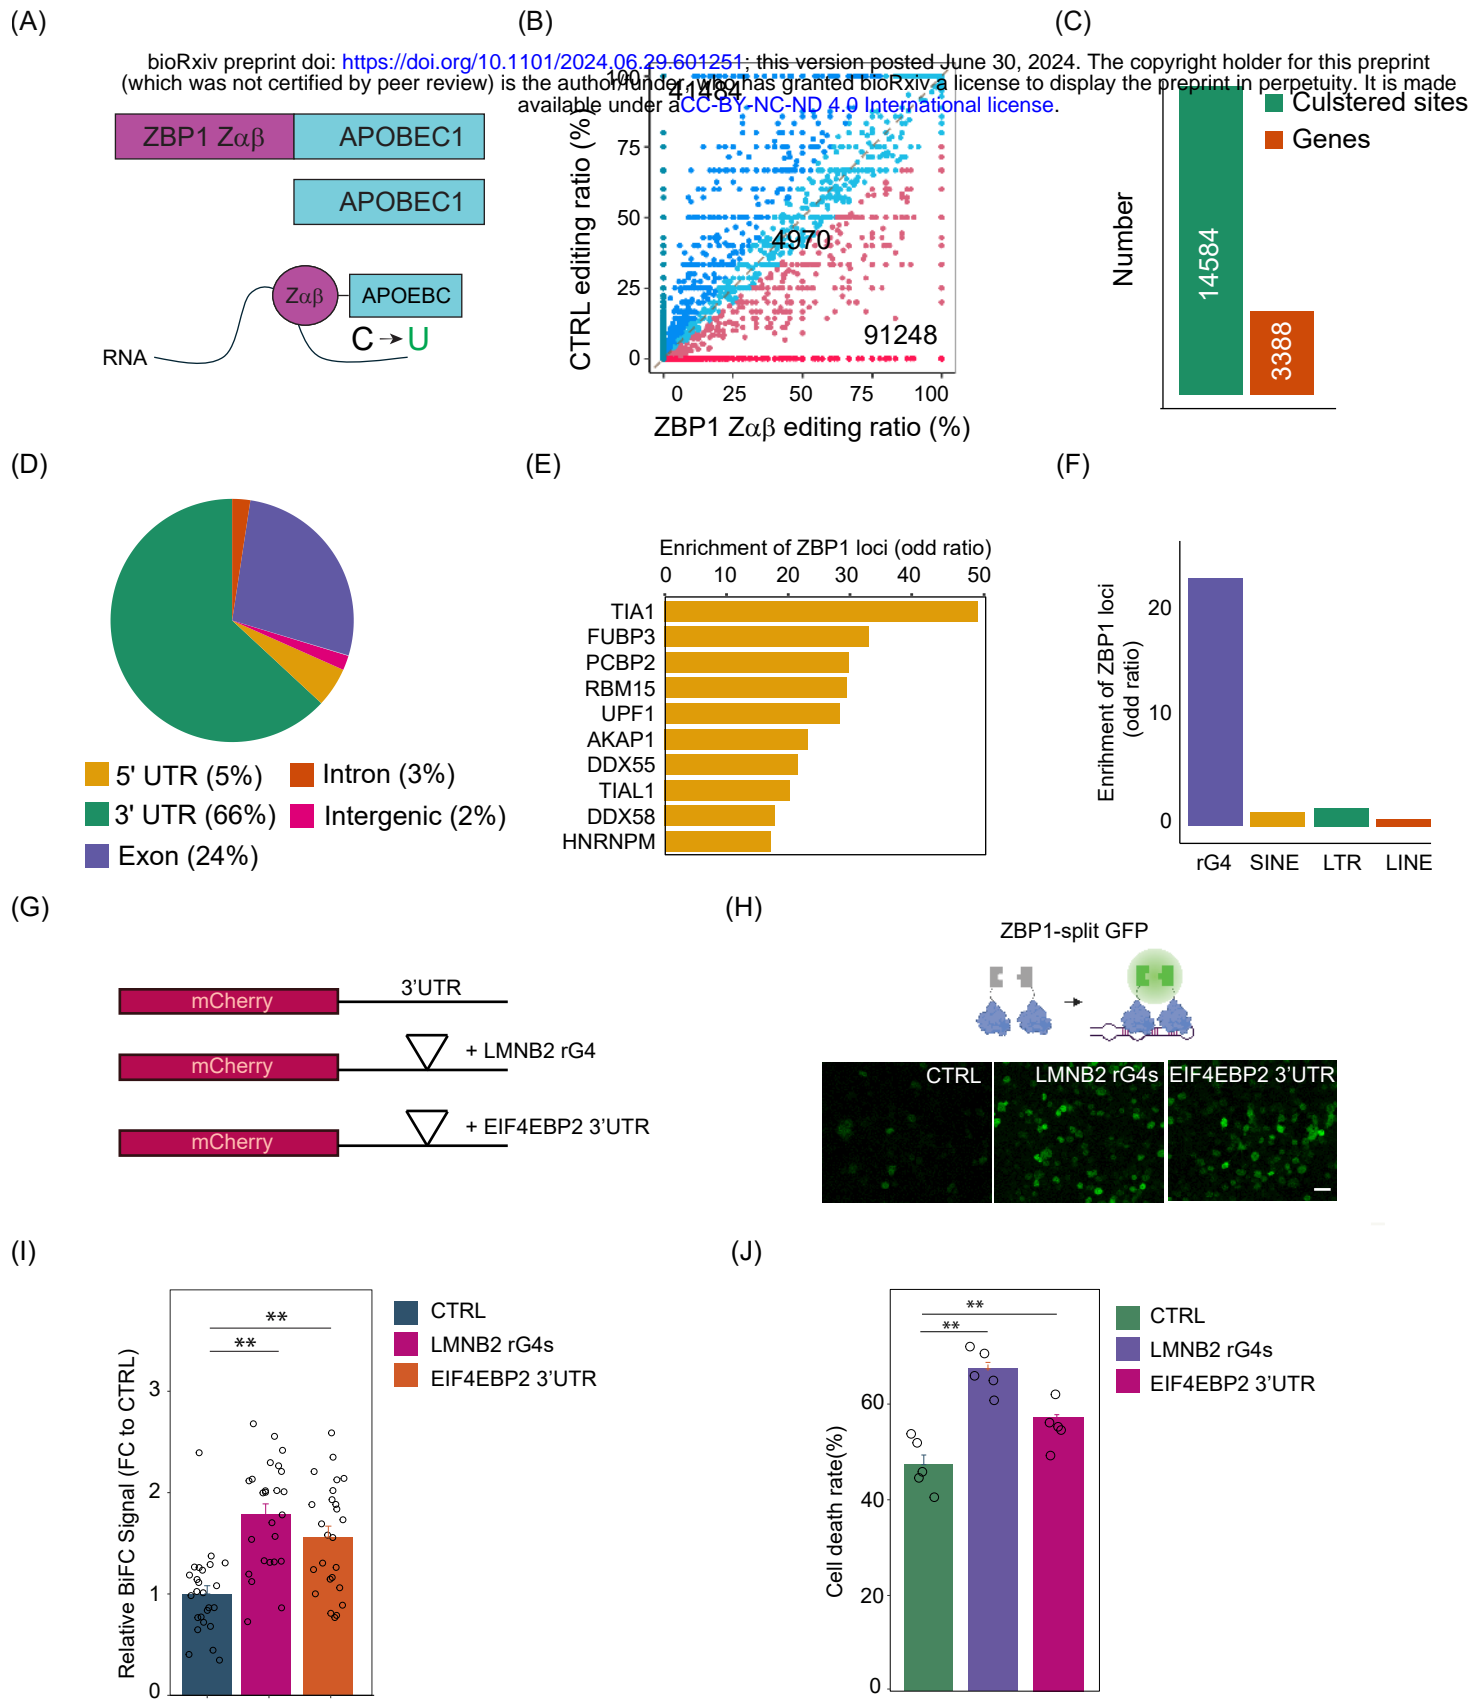 (A)
(B)
(C)
bioRxiv preprint doi: https://doi.org/10.1101/2024.06.29.601251; this version posted June 30, 2024. The copyright holder for this preprint
(which was not certified by peer review) is the author/funder, who has granted bioRxiv a license to display the preprint in perpetuity. It is made
available under aCC-BY-NC-ND 4.0 International license.
ZBP1 Zαβ
APOBEC1
APOBEC1
Zαβ
APOEBC
C
U
RNA
CTRL editing ratio (%)
100
75
50
25
0
41484
4970
91248
0
25
50
75
100
ZBP1 Zαβ editing ratio (%)
Number
14584
3388
Culstered sites
Genes
(D)
5' UTR (5%)
Intron (3%)
3' UTR (66%)
Intergenic (2%)
Exon (24%)
(E)
Enrichment of ZBP1 loci (odd ratio)
0
10
20
30
40
50
TIA1
FUBP3
PCBP2
RBM15
UPF1
AKAP1
DDX55
TIAL1
DDX58
HNRNPM
(F)
Enrihment of ZBP1 loci
(odd ratio)
20
10
0
rG4
SINE
LTR
LINE
(G)
mCherry
3’UTR
mCherry
+ LMNB2 rG4
mCherry
+ EIF4EBP2 3’UTR
(H)
ZBP1-split GFP
CTRL
LMNB2 rG4s
EIF4EBP2 3’UTR
(I)
Relative BiFC Signal (FC to CTRL)
3
2
1
0
**
**
CTRL
LMNB2 rG4s
EIF4EBP2 3’UTR
(J)
Cell death rate(%)
60
40
20
0
**
**
CTRL
LMNB2 rG4s
EIF4EBP2 3’UTR